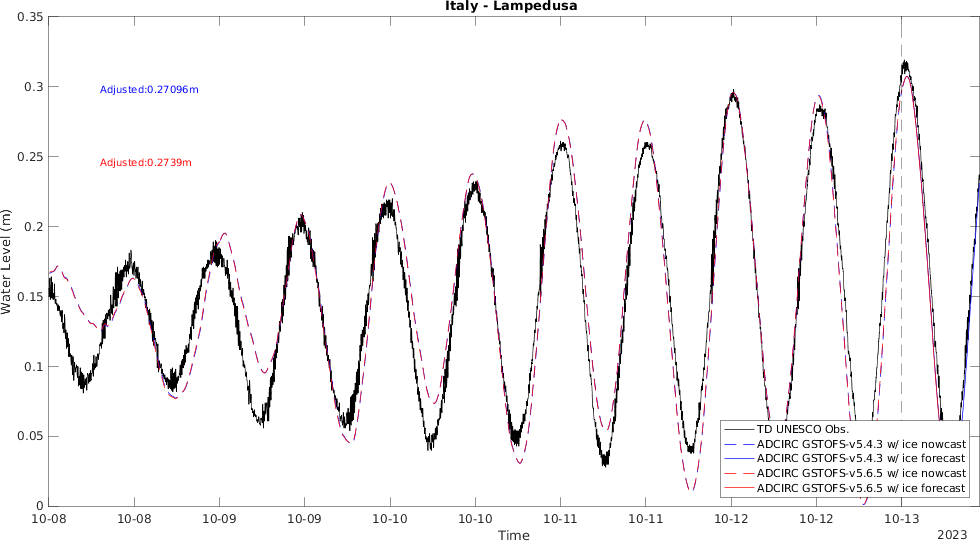 Italy - Lampedusa
0.35
0.3
0.25
0.2
0.15
0.1
0.05
0
Water Level (m)
Adjusted:0.27096m
Adjusted:0.2739m
TD UNESCO Obs.
ADCIRC GSTOFS-v5.4.3 w/ ice nowcast
ADCIRC GSTOFS-v5.4.3 w/ ice forecast
ADCIRC GSTOFS-v5.6.5 w/ ice nowcast
ADCIRC GSTOFS-v5.6.5 w/ ice forecast
10-08 10-08 10-09 10-09 10-10 10-10 10-11 10-11 10-12 10-12 10-13
Time
2023